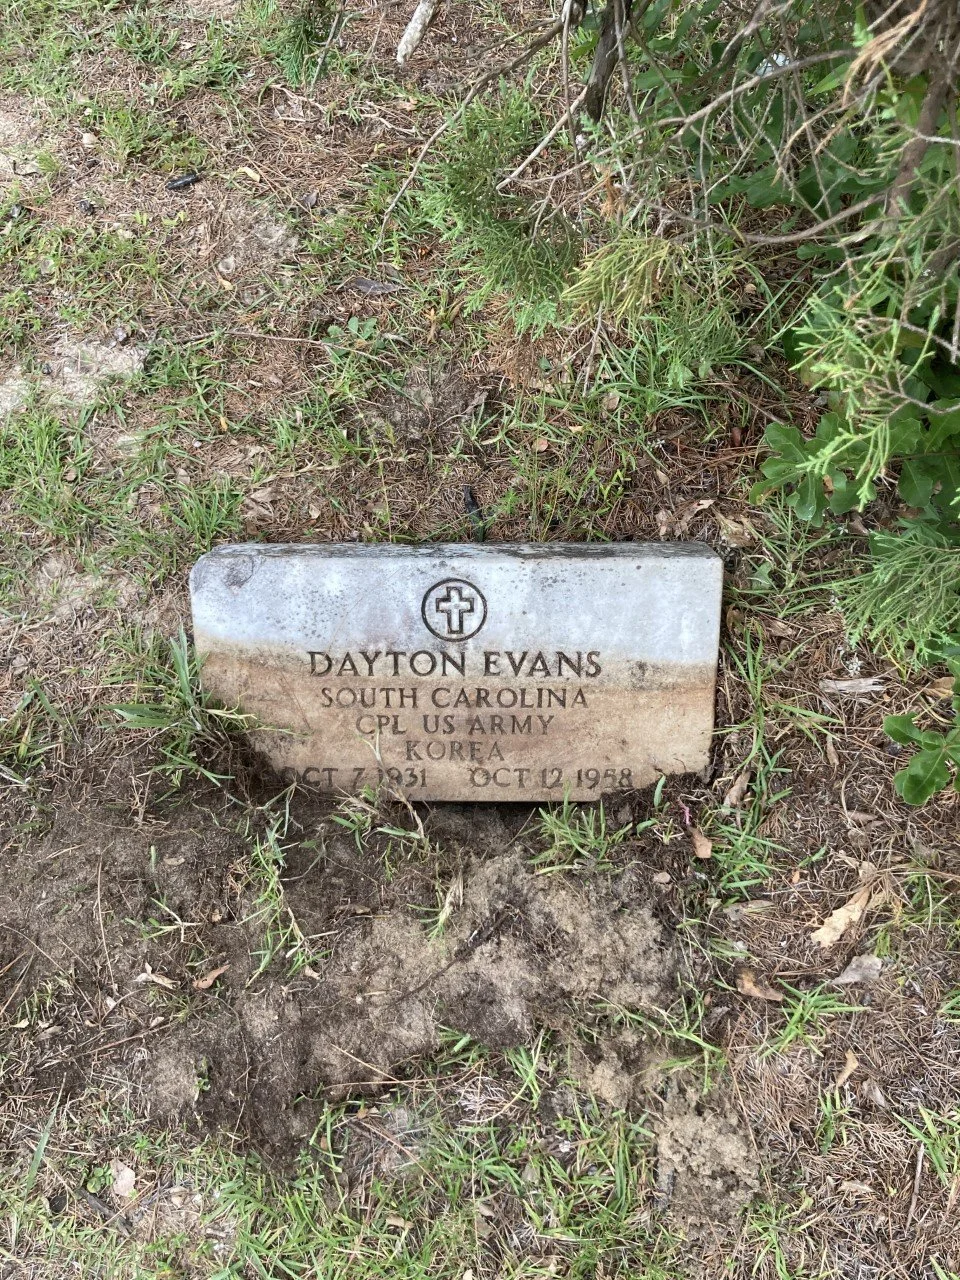 DAYTON EVANS
SOUTH CAROLINA
CPL US ARMY
KOREA
OCT 7 1931 OCT 12 1958